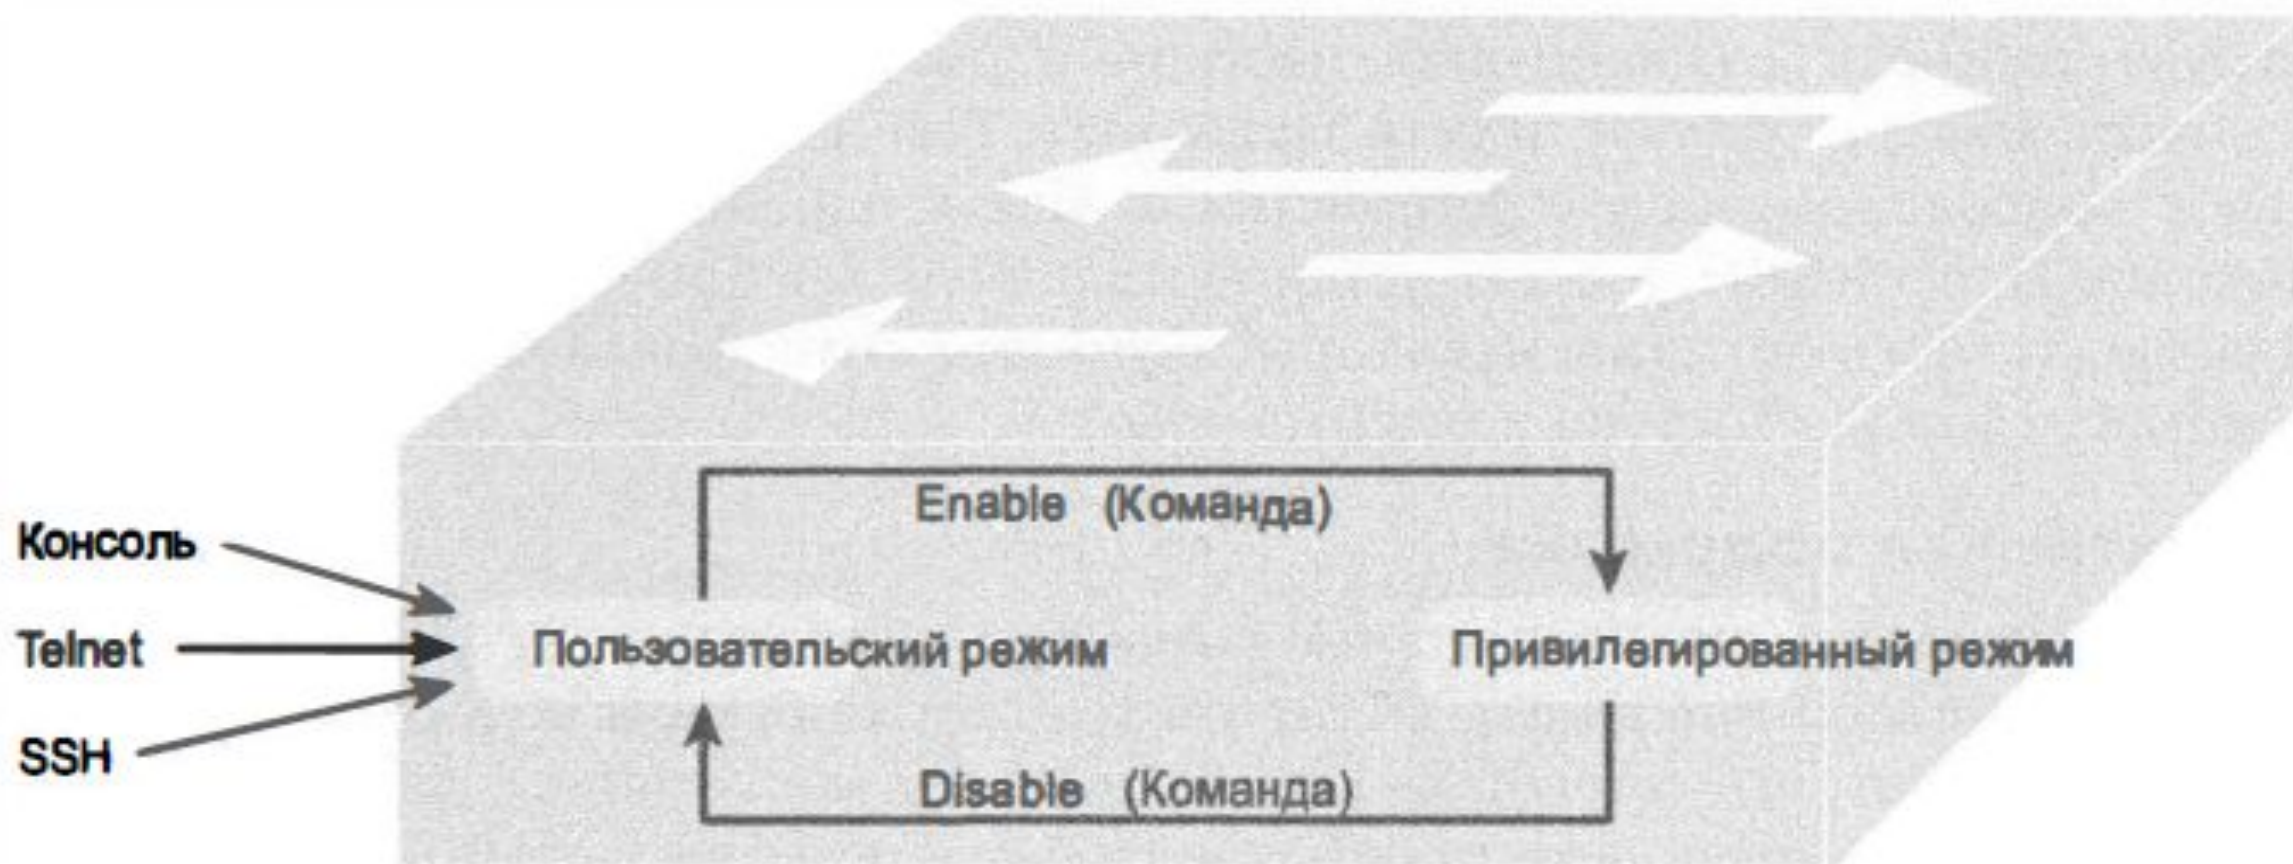 Enable (Команда)
Консоль
Telnet
SSH
Пользовательский режим
Привилегированный режим
Disable (Команда)